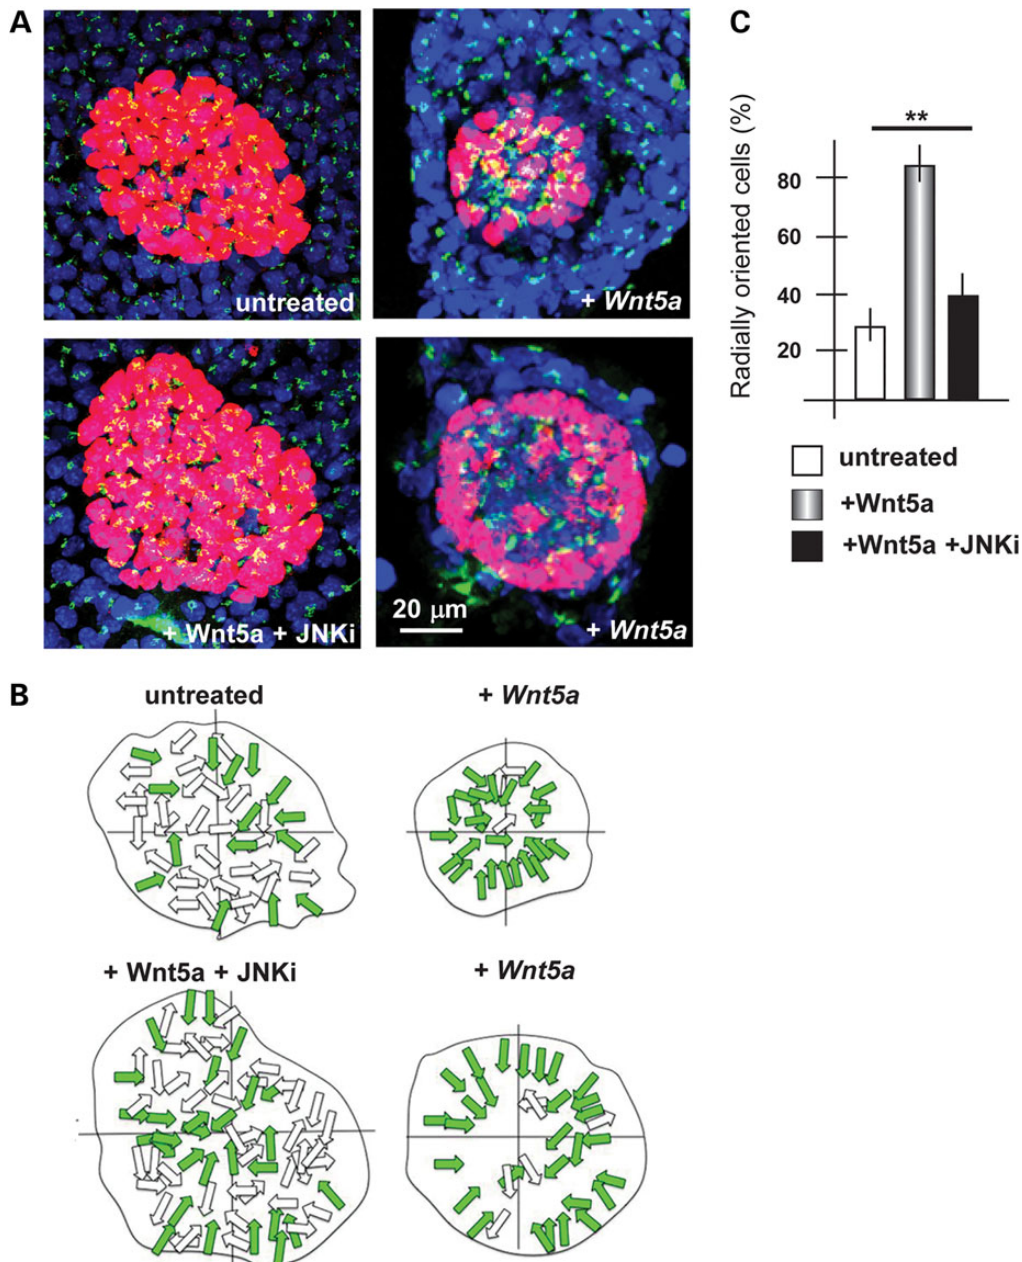 A
untreated
+ Wnt5a
+ Wnt5a + JNKi
20 μm
+ Wnt5a
B
untreated
+ Wnt5a
+ Wnt5a + JNKi
+ Wnt5a
C
**
Radially oriented cells (%)
80
60
40
20
untreated
+Wnt5a
+Wnt5a +JNKi